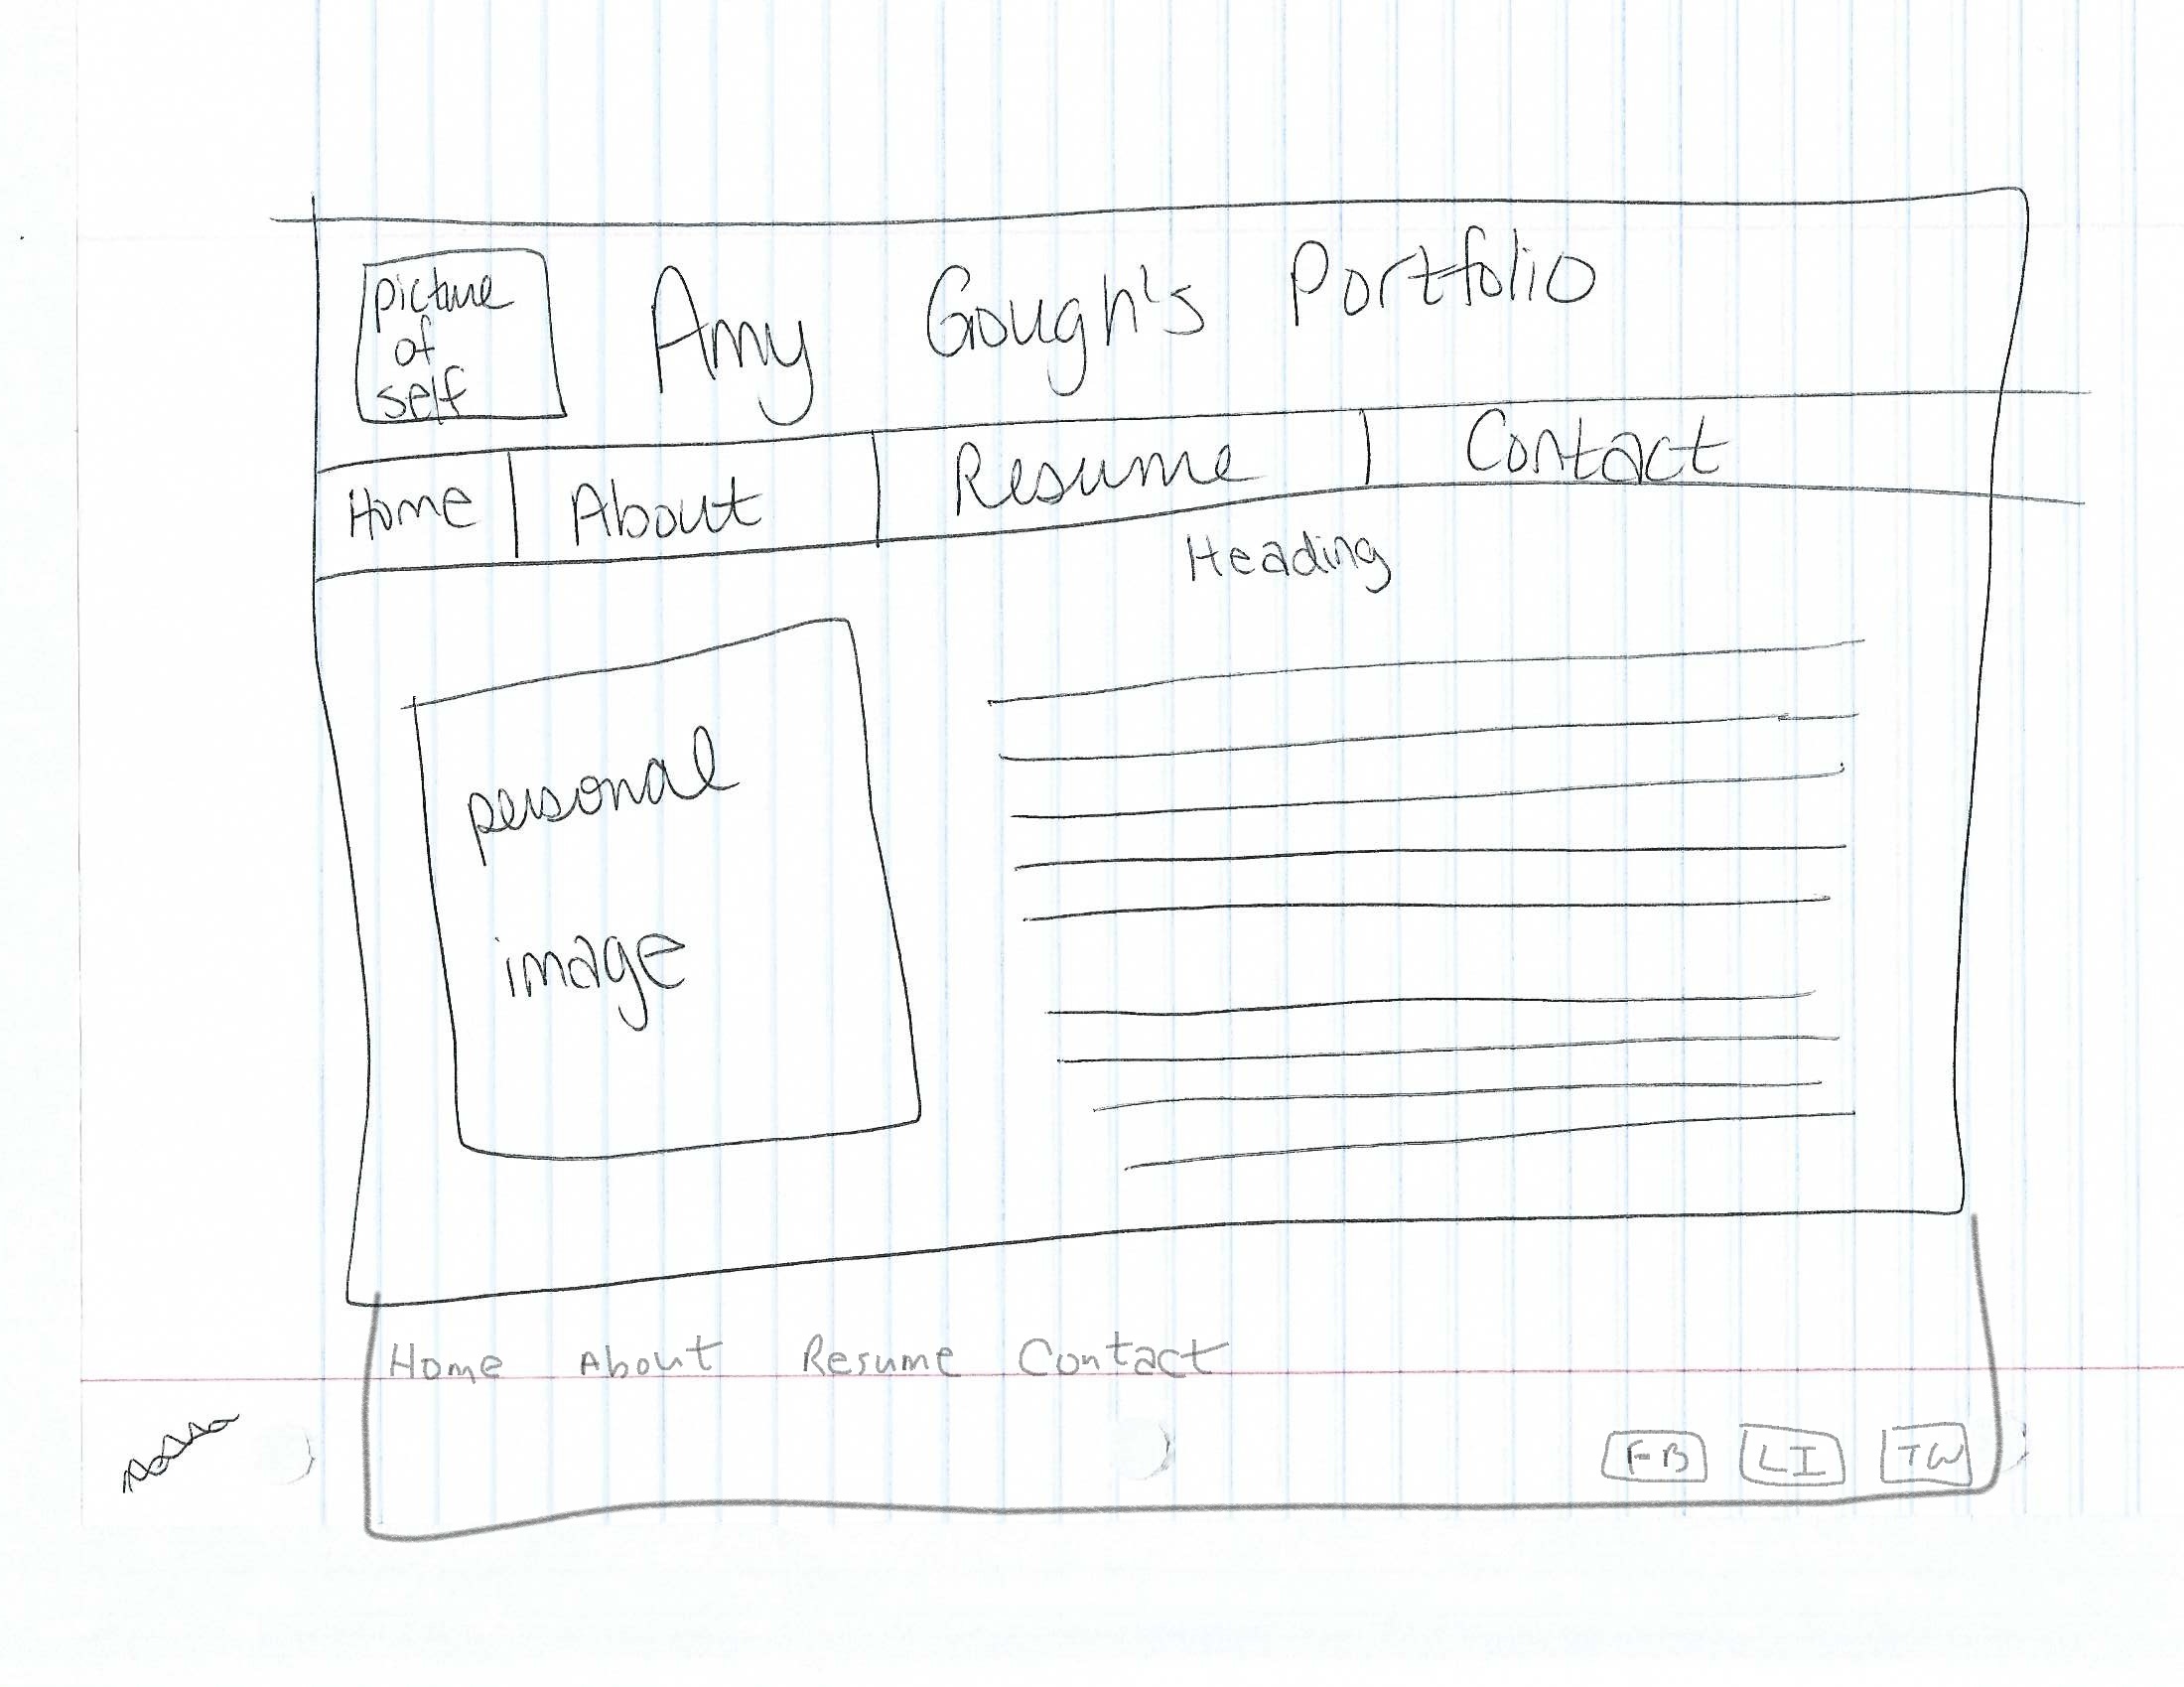 picture
of
self
Amy Gough's Portfolio
Home About Resume Contact
Heading
personal
image
Home About Resume Contact
FB LI TW